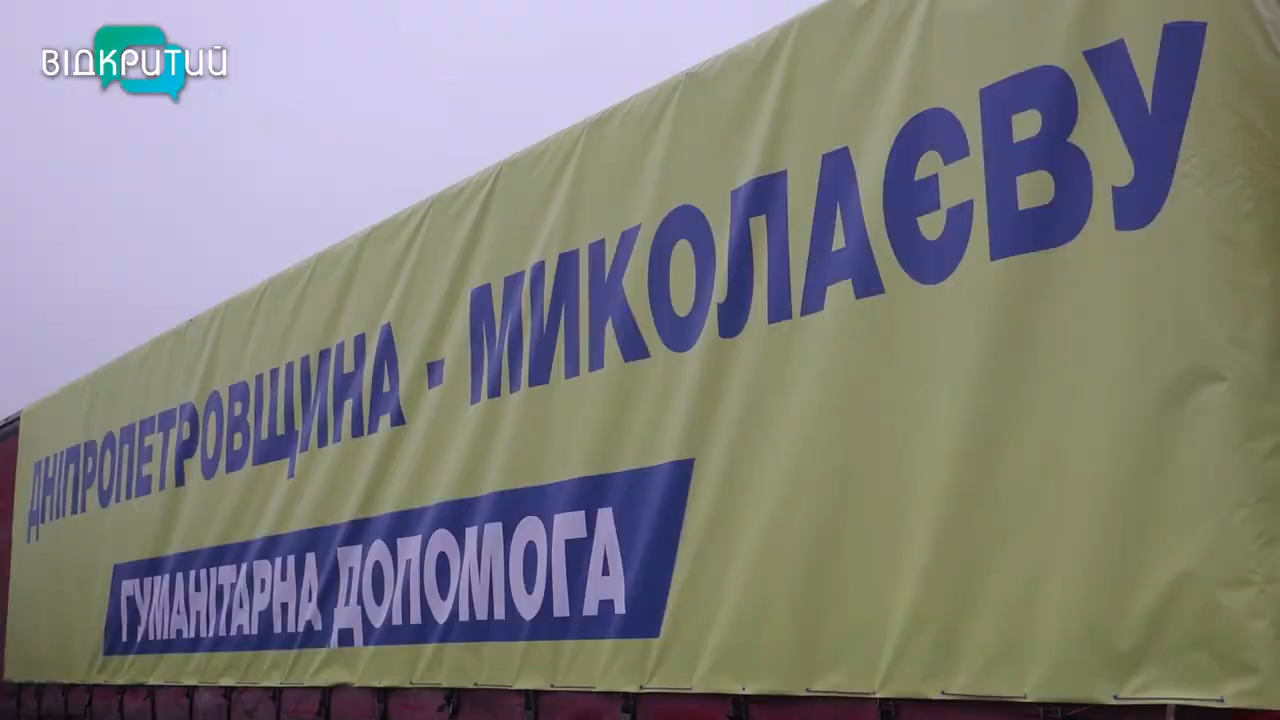 ВІДКРИТИЙ
ДНІПРОПЕТРОВЩИНА - МИКОЛАЄВУ
ГУМАНІТАРНА ДОПОМОГА